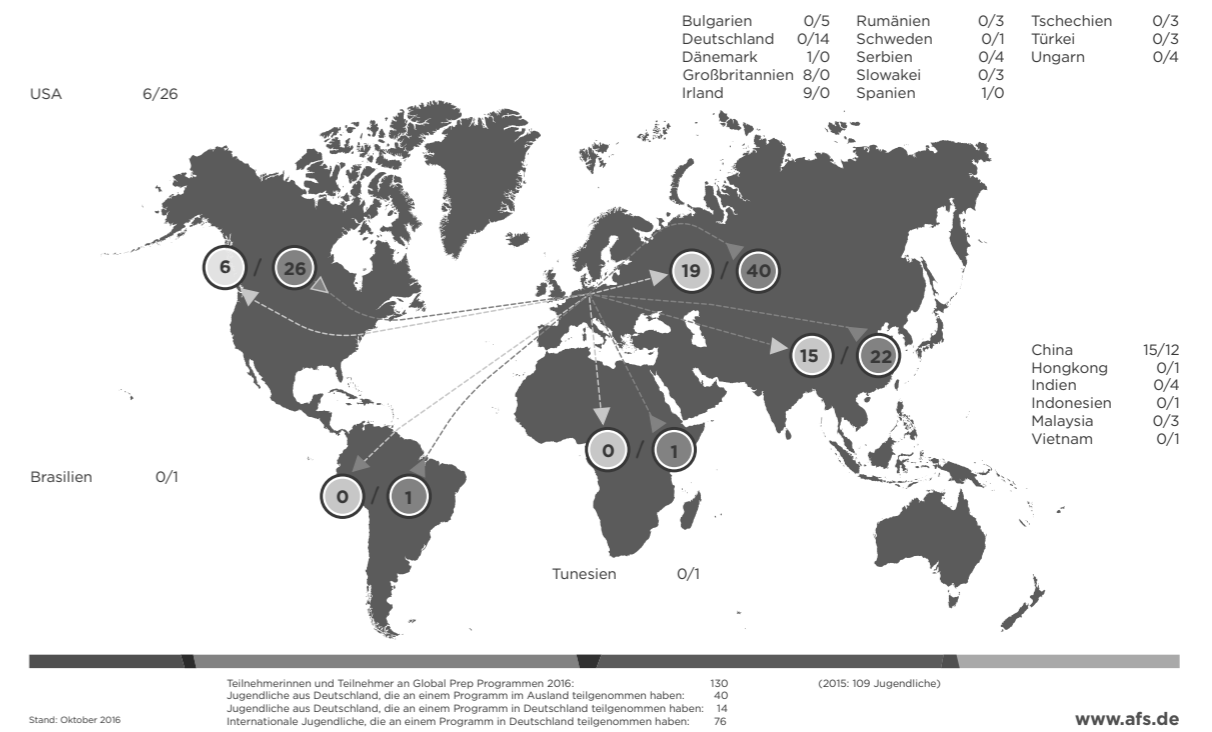 Bulgarien 0/5 Rumänien 0/3 Tschechien 0/3
Deutschland 0/14 Schweden 0/1 Türkei 0/3
Dänemark 1/0 Serbien 0/4 Ungarn 0/4
Großbritannien 8/0 Slowakei 0/3
Irland 9/0 Spanien 1/0
USA 6/26
6 / 26
19 / 40
15 / 22
China 15/12
Hongkong 0/1
Indien 0/4
Indonesien 0/1
Malaysia 0/3
Vietnam 0/1
0 / 1
Brasilien 0/1
0 / 1
Tunesien 0/1
Teilnehmerinnen und Teilnehmer an Global Prep Programmen 2016: 130 (2015: 109 Jugendliche)
Jugendliche aus Deutschland, die an einem Programm im Ausland teilgenommen haben: 40
Jugendliche aus Deutschland, die an einem Programm in Deutschland teilgenommen haben: 14
Internationale Jugendliche, die an einem Programm in Deutschland teilgenommen haben: 76
Stand: Oktober 2016
www.afs.de